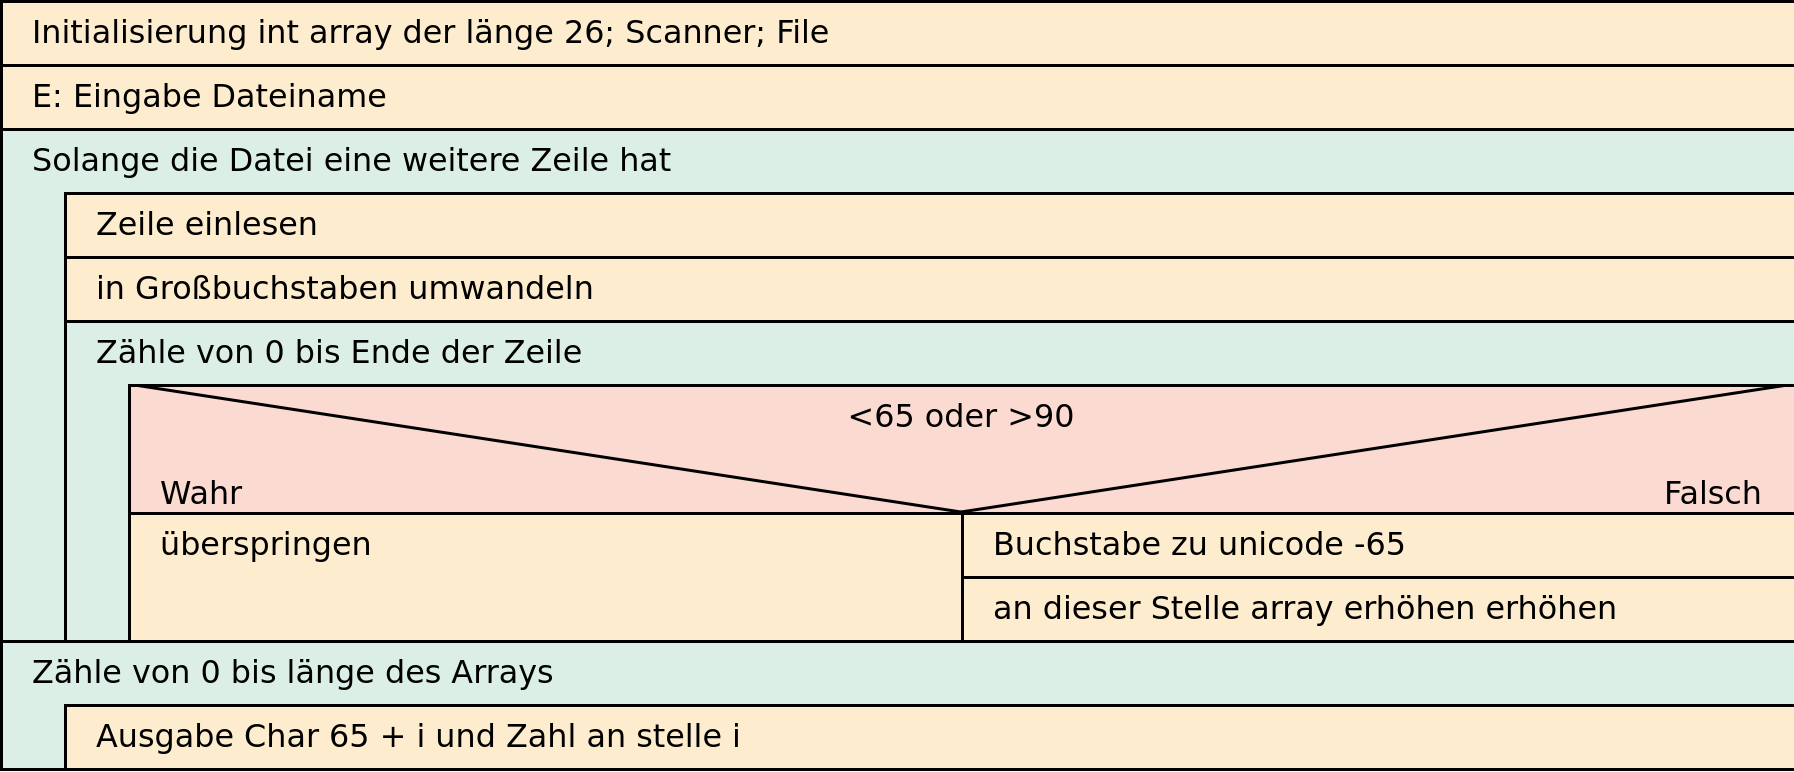 Initialisierung int array der länge 26; Scanner; File
E: Eingabe Dateiname
Solange die Datei eine weitere Zeile hat
Zeile einlesen
in Großbuchstaben umwandeln
Zähle von 0 bis Ende der Zeile
<65 oder >90
Wahr
Falsch
überspringen
Buchstabe zu unicode -65
an dieser Stelle array erhöhen erhöhen
Zähle von 0 bis länge des Arrays
Ausgabe Char 65 + i und Zahl an stelle i